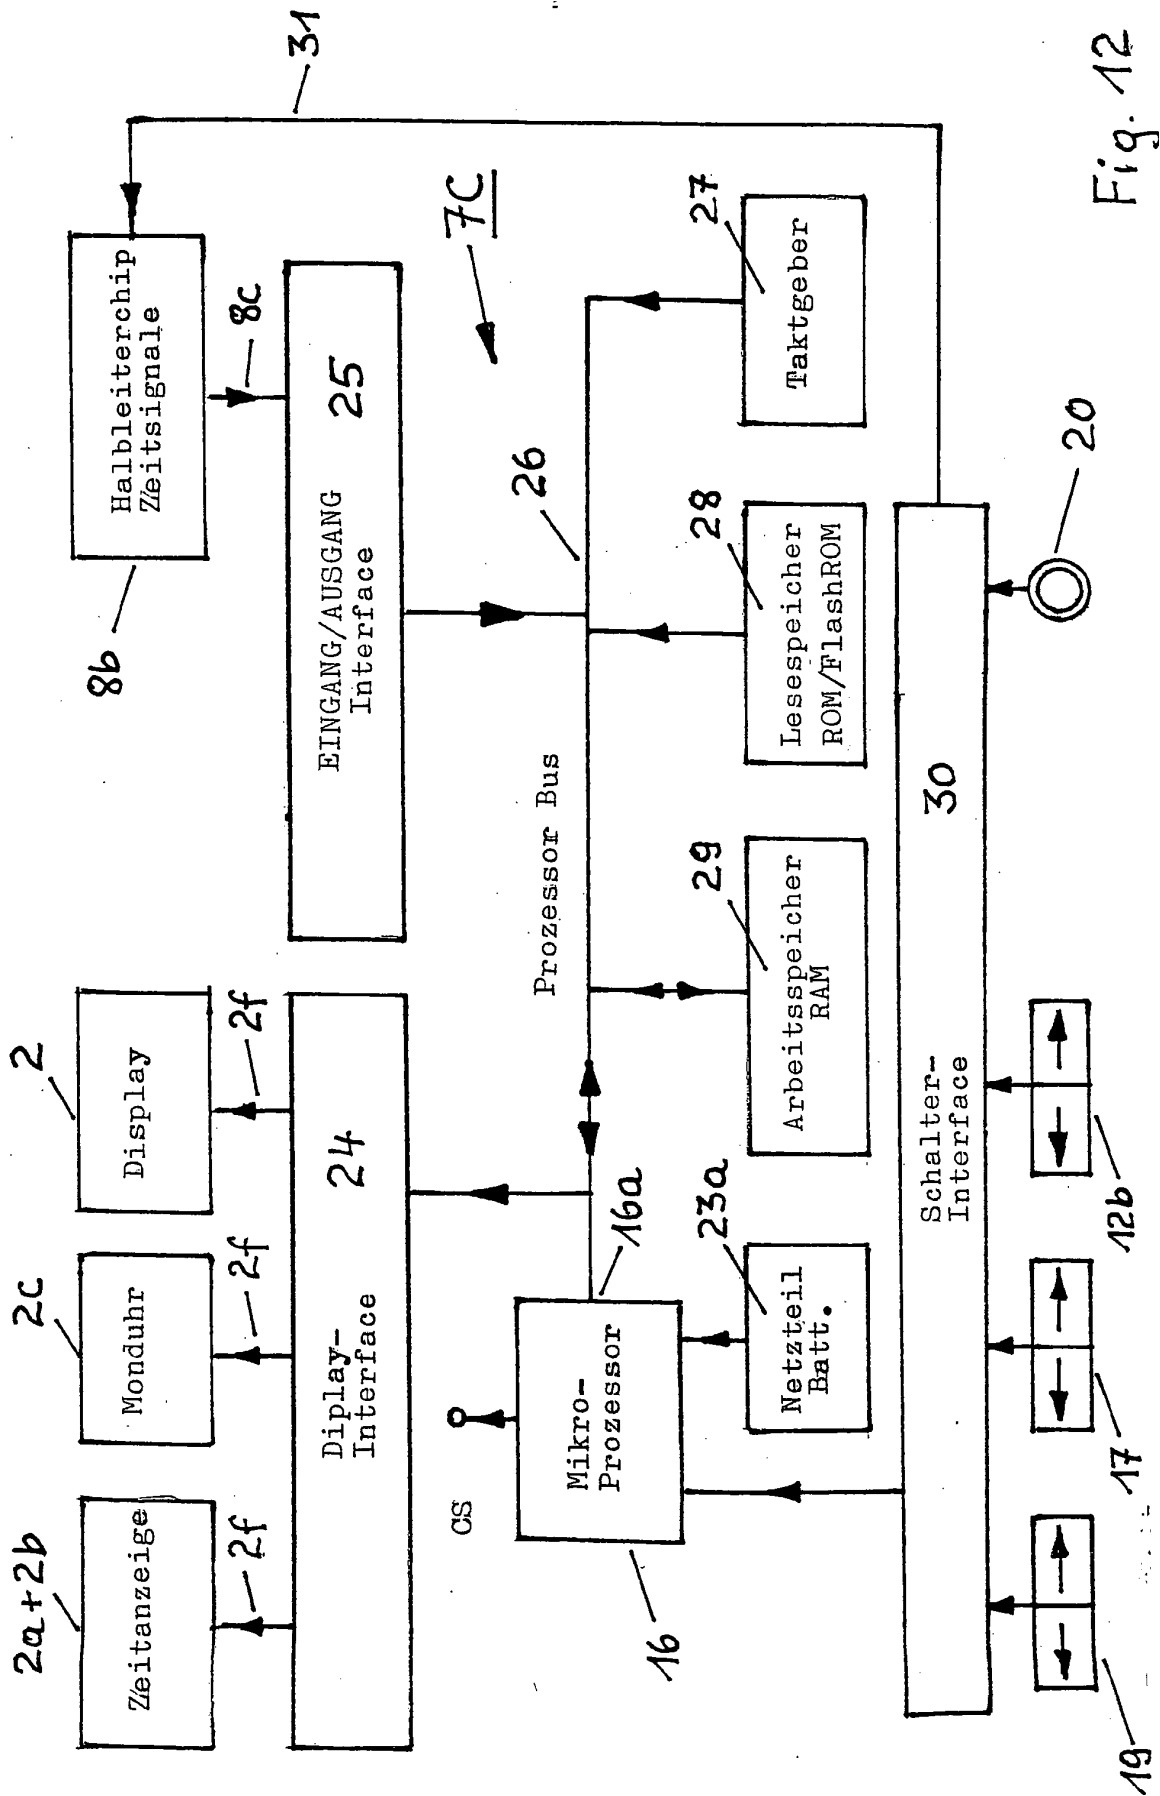 2a+2b
2c
2
8b
31
Zeitanzeige
Monduhr
Display
Halbleiterchip
Zeitsignale
2f
2f
2f
8c
Diplay-
Interface
24
EINGANG/AUSGANG
Interface
25
7C
CS
16a
Prozessor Bus
26
16
Mikro-
Prozessor
23a
29
28
27
Netzteil
Batt.
Arbeitsspeicher
RAM
Lesespeicher
ROM/FlashROM
Taktgeber
Schalter-
Interface
30
19
17
12b
20
Fig. 12